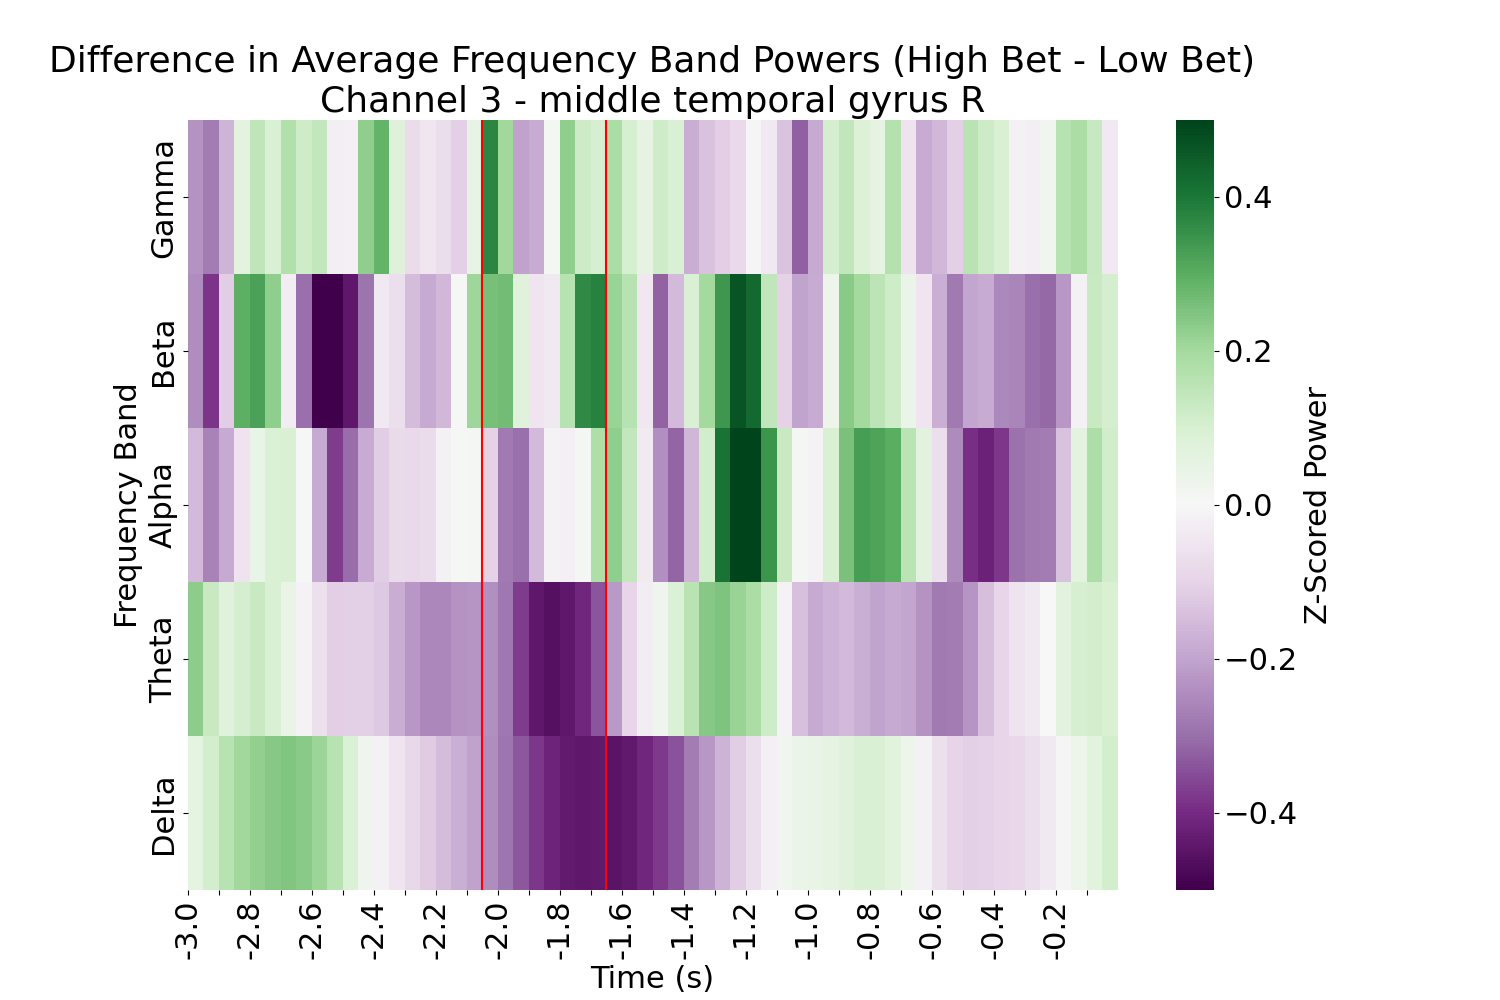 Difference in Average Frequency Band Powers (High Bet - Low Bet)
Channel 3 - middle temporal gyrus R
Frequency Band
Gamma
Beta
Alpha
Theta
Delta
-3.0
-2.8
-2.6
-2.4
-2.2
-2.0
-1.8
-1.6
-1.4
-1.2
-1.0
-0.8
-0.6
-0.4
-0.2
Time (s)
0.4
0.2
0.0
−0.2
−0.4
Z-Scored Power